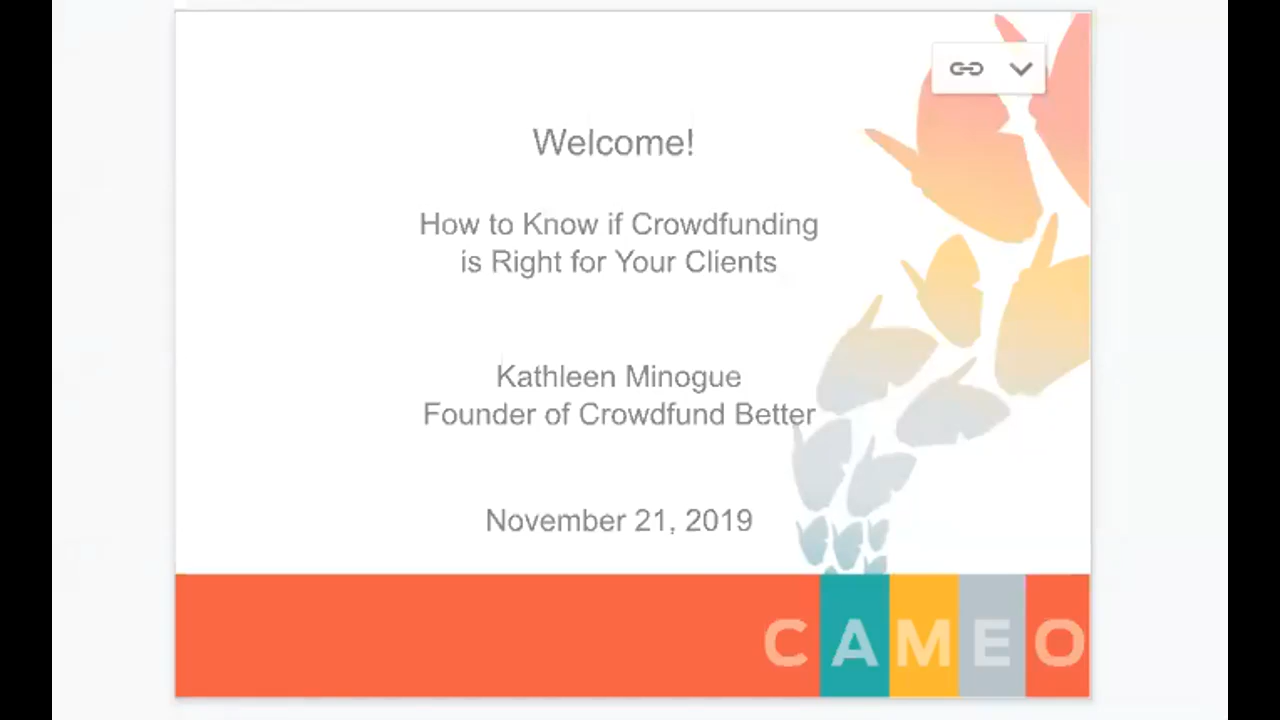 Welcome!
How to Know if Crowdfunding
is Right for Your Clients
Kathleen Minogue
Founder of Crowdfund Better
November 21, 2019
CAMEO